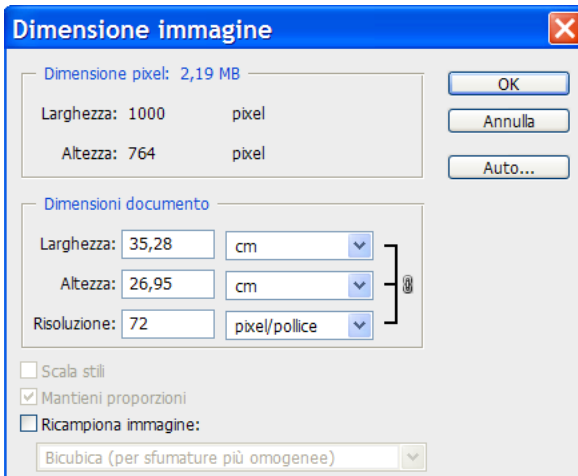 Dimensione immagine
Dimensione pixel: 2,19 MB
OK
Larghezza: 1000 pixel
Annulla
Altezza: 764 pixel
Auto...
Dimensioni documento
Larghezza: 35,28 cm
Altezza: 26,95 cm
Risoluzione: 72 pixel/pollice
Scala stili
Mantieni proporzioni
Ricampiona immagine:
Bicubica (per sfumature più omogenee)